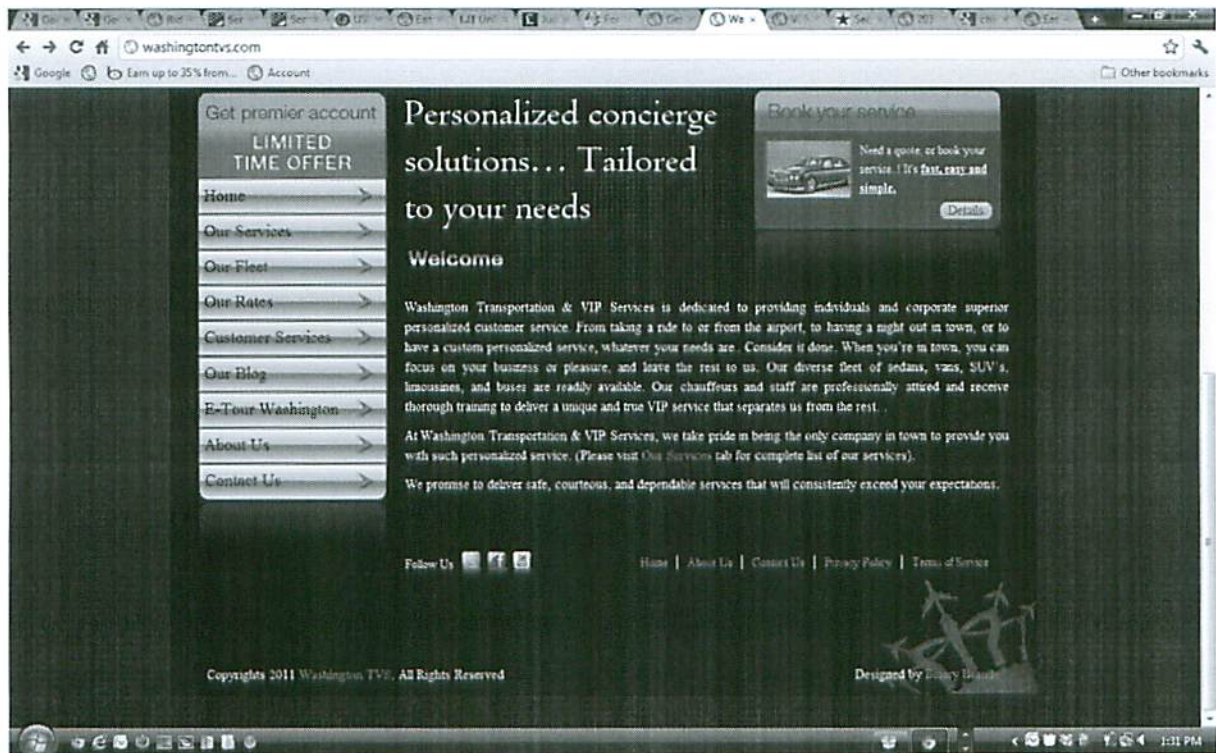 washingtontvs.com
Google
Earn up to 35% from...
Account
Other bookmarks
Get premier account
LIMITED
TIME OFFER
Home
Our Services
Our Fleet
Our Rates
Customer Services
Our Blog
E-Tour Washington
About Us
Contact Us
Personalized concierge
solutions... Tailored
to your needs
Book your service
Need a quote, or book your
service. ! It's fast, easy and
simple.
Details
Welcome
Washington Transportation & VIP Services is dedicated to providing individuals and corporate superior
personalized customer service. From taking a ride to or from the airport, to having a night out in town, or to
have a custom personalized service, whatever your needs are.. Consider it done. When you're in town, you can
focus on your business or pleasure, and leave the rest to us. Our diverse fleet of sedans, vans, SUV's,
limousines, and buses are readily available. Our chauffeurs and staff are professionally attired and receive
thorough training to deliver a unique and true VIP service that separates us from the rest. .
At Washington Transportation & VIP Services, we take pride in being the only company in town to provide you
with such personalized service. (Please visit Our Services tab for complete list of our services).
We promise to deliver safe, courteous, and dependable services that will consistently exceed your expectations.
Follow Us
Home | About Us | Contact Us | Privacy Policy | Terms of Service
Copyrights 2011 Washington TVS, All Rights Reserved
Designed by
1:31 PM